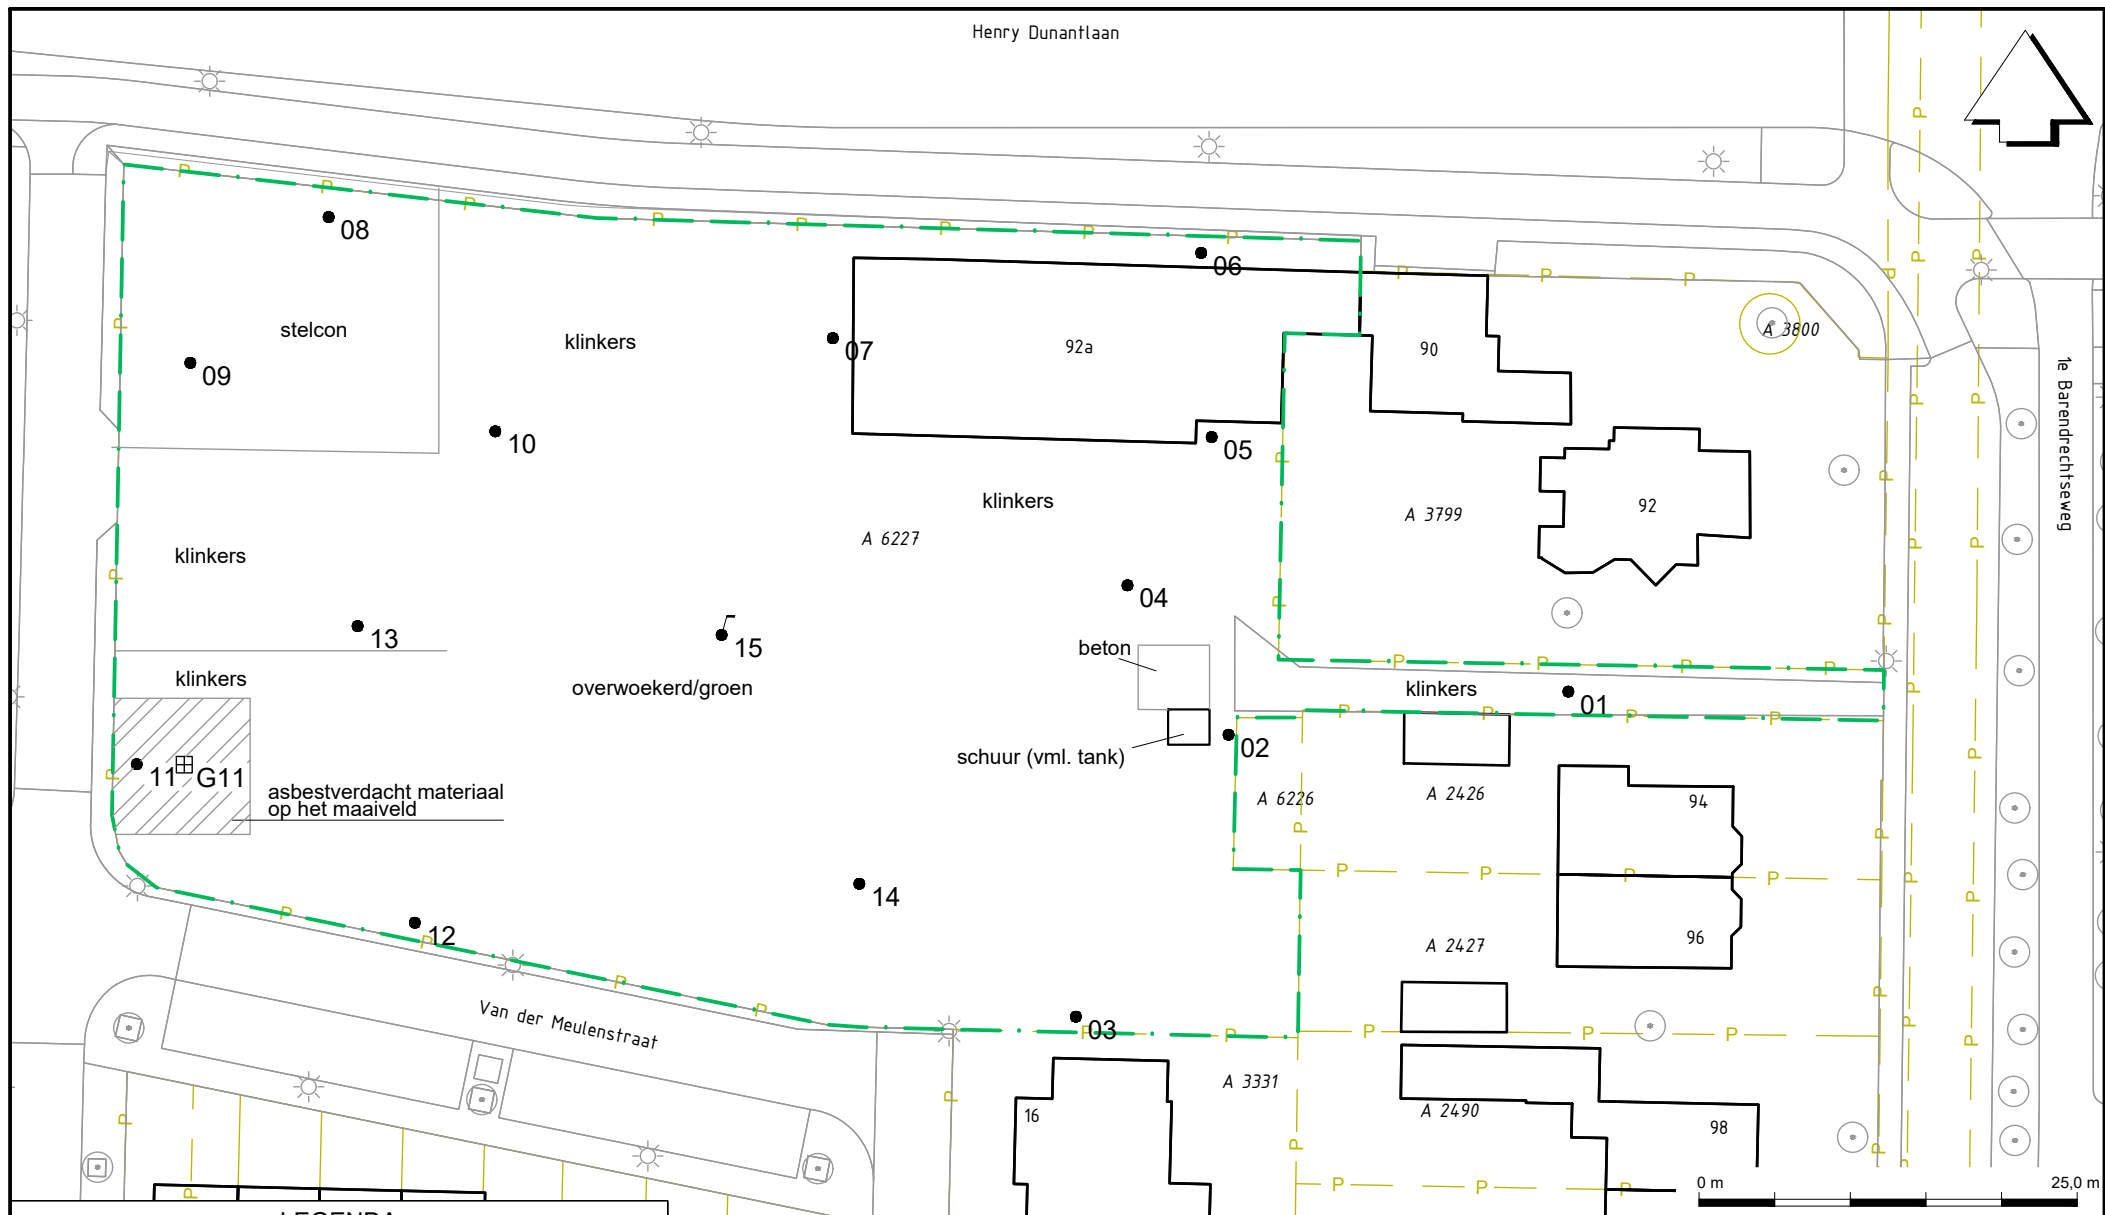 Henry Dunantlaan
P P P P P P P P
08
06
stelcon
klinkers
07
92a
90
A 3800
09
10
05
klinkers
A 6227
A 3799
92
1e Barendrechtseweg
klinkers
04
13
15
beton
klinkers
overwoekerd/groen
klinkers
01
02
schuur (vml. tank)
11
G11
asbestverdacht materiaal
op het maaiveld
A 6226
A 2426
94
14
12
A 2427
96
03
Van der Meulenstraat
A 3331
16
A 2490
98
0 m
25,0 m
LEGENDA